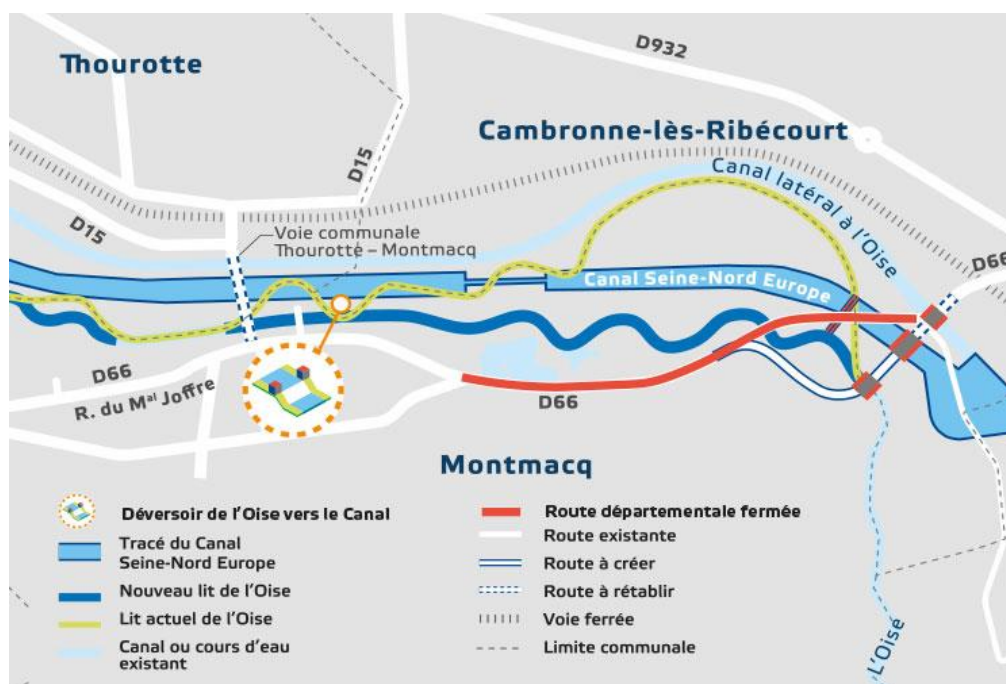 Thourotte
D932
Cambronne-lès-Ribécourt
D15
D15
Voie communale
Thourotte – Montmacq
Canal latéral à l'Oise
D66
Canal Seine-Nord Europe
D66
R. du Mal Joffre
D66
Montmacq
L'Oise
Déversoir de l'Oise vers le Canal
Tracé du Canal
Seine-Nord Europe
Nouveau lit de l'Oise
Lit actuel de l'Oise
Canal ou cours d'eau
existant
Route départementale fermée
Route existante
Route à créer
Route à rétablir
Voie ferrée
Limite communale